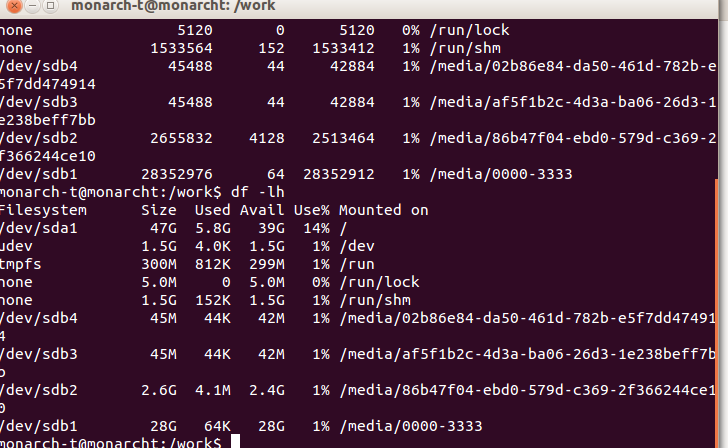 monarch-t@monarcht: /work
none 5120 0 5120 0% /run/lock
none 1533564 152 1533412 1% /run/shm
/dev/sdb4 45488 44 42884 1% /media/02b86e84-da50-461d-782b-e
5f7dd474914
/dev/sdb3 45488 44 42884 1% /media/af5f1b2c-4d3a-ba06-26d3-1
e238beff7bb
/dev/sdb2 2655832 4128 2513464 1% /media/86b47f04-ebd0-579d-c369-2
f366244ce10
/dev/sdb1 28352976 64 28352912 1% /media/0000-3333
monarch-t@monarcht:/work$ df -lh
Filesystem Size Used Avail Use% Mounted on
/dev/sda1 47G 5.8G 39G 14% /
udev 1.5G 4.0K 1.5G 1% /dev
tmpfs 300M 812K 299M 1% /run
none 5.0M 0 5.0M 0% /run/lock
none 1.5G 152K 1.5G 1% /run/shm
/dev/sdb4 45M 44K 42M 1% /media/02b86e84-da50-461d-782b-e5f7dd47491
4
/dev/sdb3 45M 44K 42M 1% /media/af5f1b2c-4d3a-ba06-26d3-1e238beff7b
b
/dev/sdb2 2.6G 4.1M 2.4G 1% /media/86b47f04-ebd0-579d-c369-2f366244ce1
0
/dev/sdb1 28G 64K 28G 1% /media/0000-3333
monarch-t@monarcht:/work$